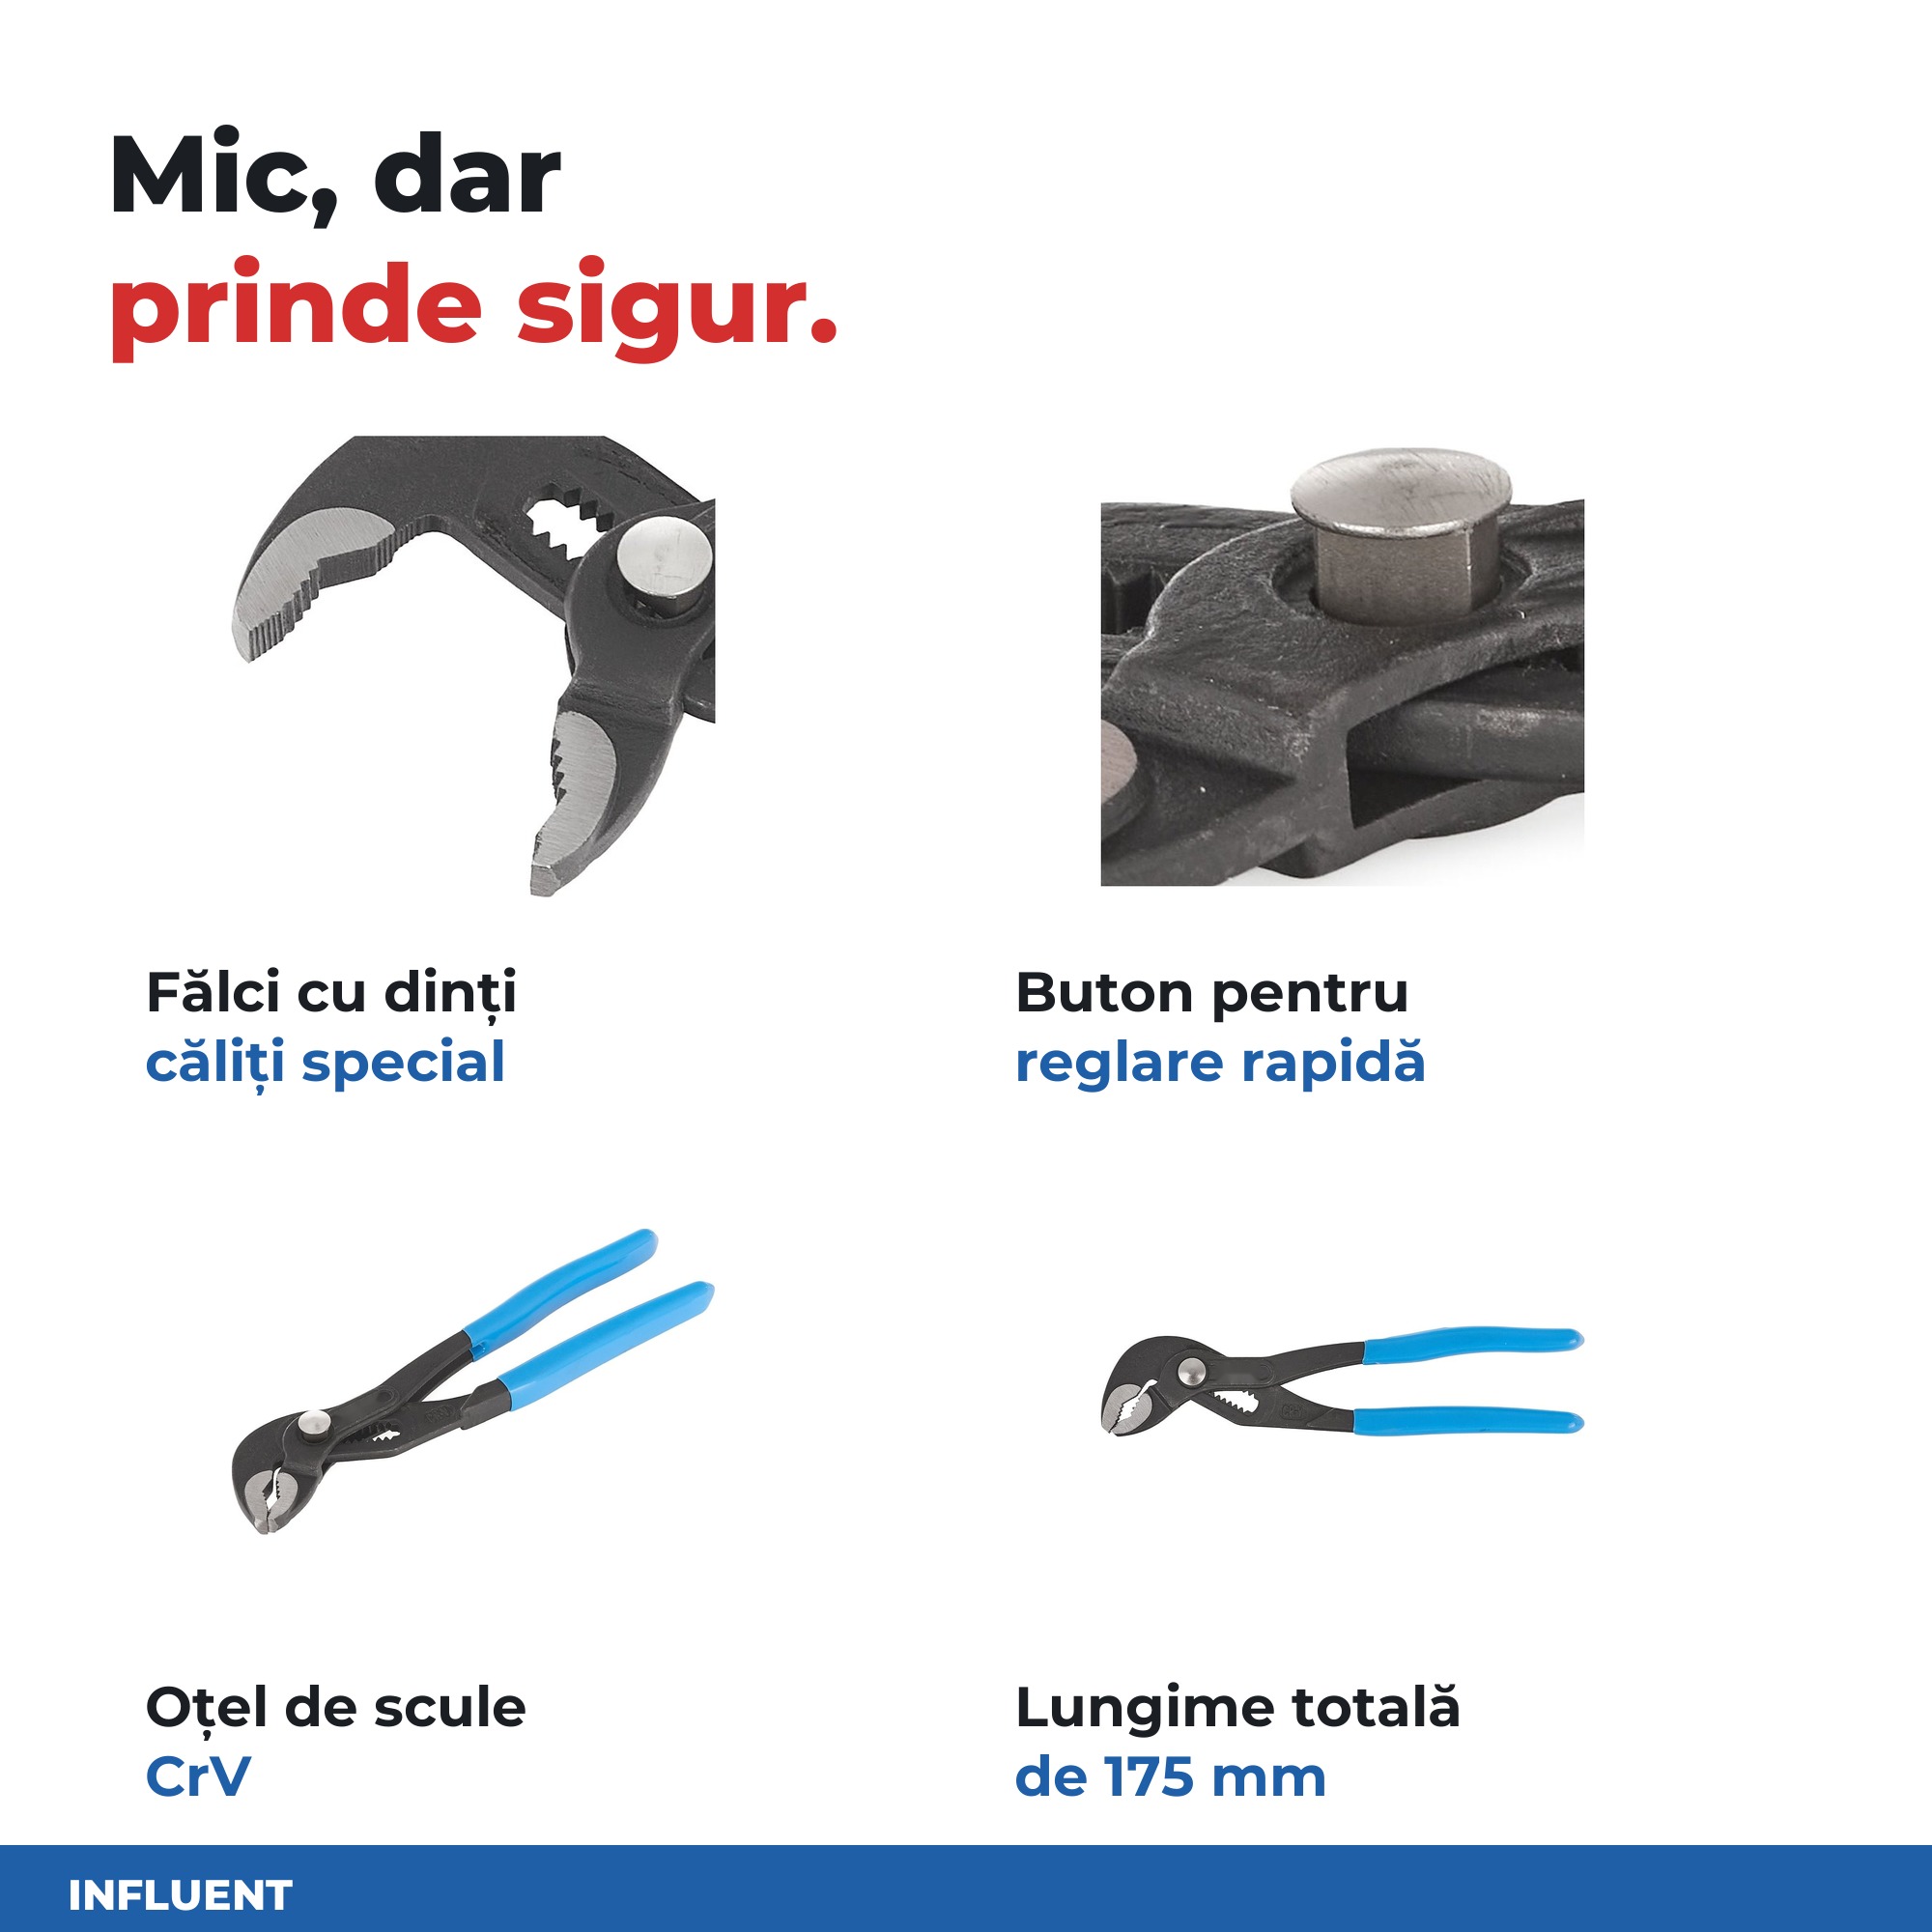 Mic, dar
prinde sigur.
Fălci cu dinți
căliți special
Buton pentru
reglare rapidă
Oțel de scule
CrV
Lungime totală
de 175 mm
INFLUENT